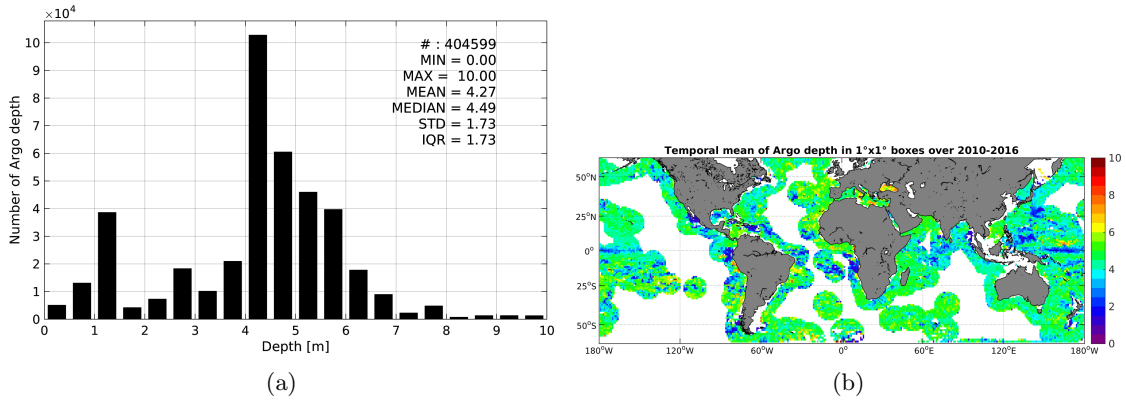 ×10⁴
10
9
8
7
6
5
4
3
2
1
0
Number of Argo depth
# : 404599
MIN = 0.00
MAX = 10.00
MEAN = 4.27
MEDIAN = 4.49
STD = 1.73
IQR = 1.73
0 1 2 3 4 5 6 7 8 9 10
Depth [m]
(a)
Temporal mean of Argo depth in 1°x1° boxes over 2010-2016
50°N
25°N
0°
25°S
50°S
180°W 120°W 60°W 0° 60°E 120°E 180°W
10
8
6
4
2
0
(b)